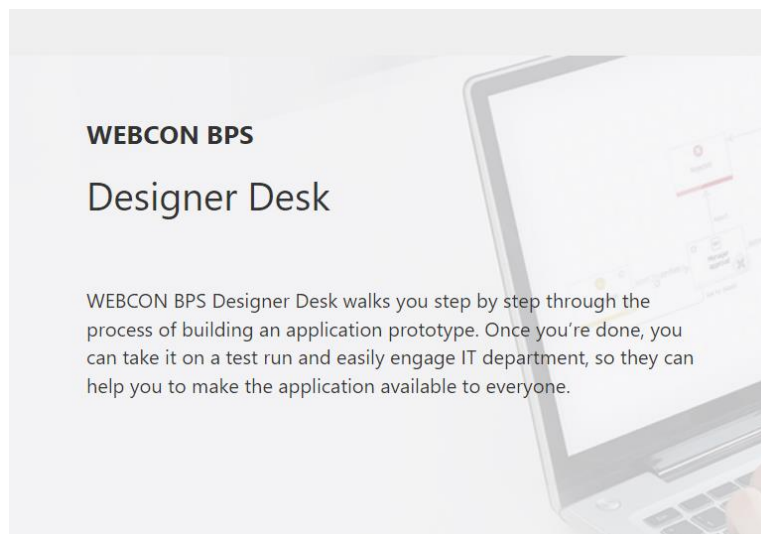 WEBCON BPS
Designer Desk
WEBCON BPS Designer Desk walks you step by step through the
process of building an application prototype. Once you’re done, you
can take it on a test run and easily engage IT department, so they can
help you to make the application available to everyone.